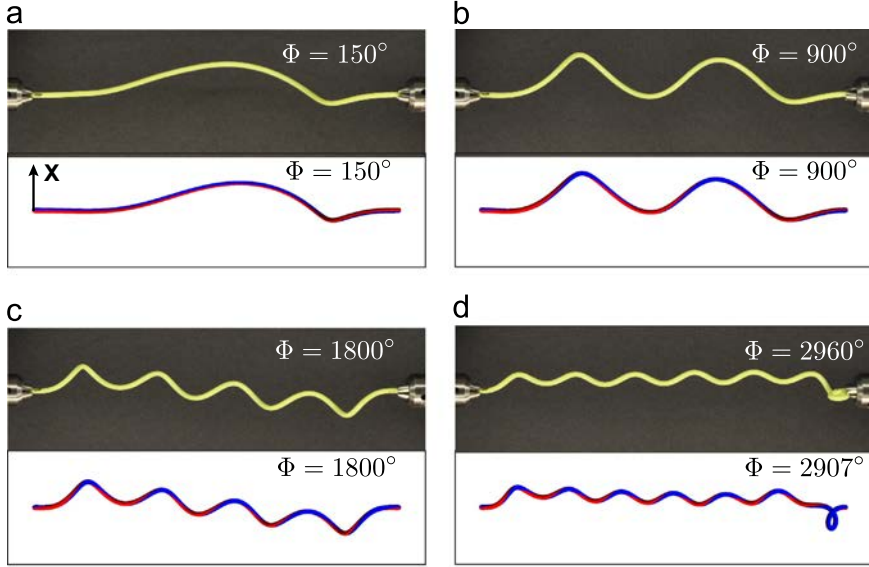 a
Φ = 150°
Φ = 150°
X
b
Φ = 900°
Φ = 900°
c
Φ = 1800°
Φ = 1800°
d
Φ = 2960°
Φ = 2907°